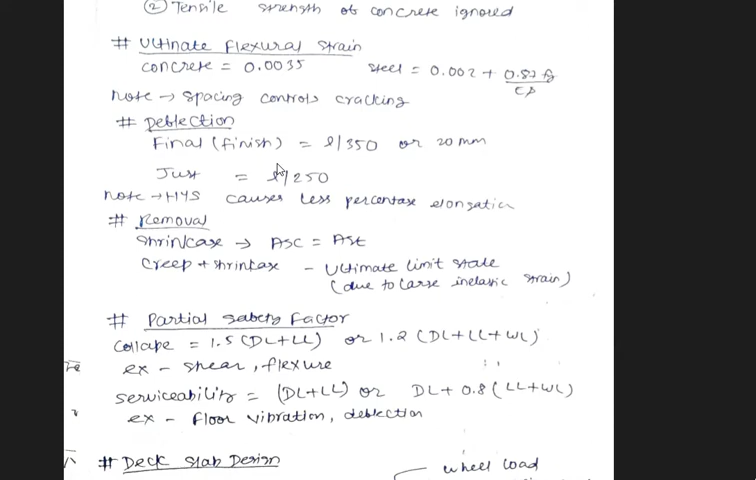 ② Tensile strength of concrete ignored
# Ultimate flexural strain
concrete = 0.0035 steel = 0.002 + 0.87 fy / Es
Note → spacing controls cracking
# Deflection
Final (finish) = l/350 or 20 mm
Just = l/250
Note → HYS causes less percentage elongation
# Removal
shrinkage → Asc = Ast
Creep + shrinkage - Ultimate limit state
(due to large inelastic strain)
# Partial safety Factor
collapse = 1.5 (DL+LL) or 1.2 (DL+LL+WL)
ex - shear, flexure
serviceability = (DL+LL) or DL + 0.8 (LL+WL)
ex - floor vibration, deflection
# Deck slab Design
wheel load